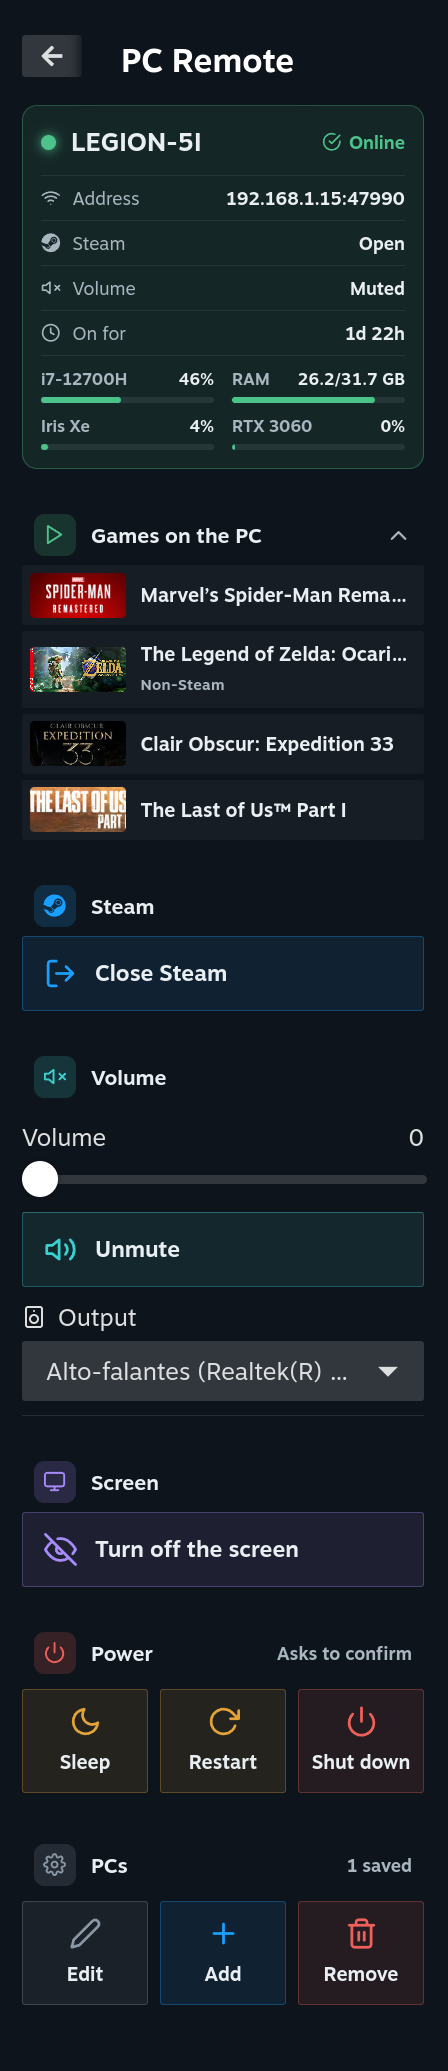 PC Remote
LEGION-5I
Online
Address
192.168.1.15:47990
Steam
Open
Volume
Muted
On for
1d 22h
i7-12700H
46%
RAM
26.2/31.7 GB
Iris Xe
4%
RTX 3060
0%
Games on the PC
MARVEL
SPIDER-MAN
REMASTERED
Marvel’s Spider-Man Rema...
ZELDA
The Legend of Zelda: Ocari...
Non-Steam
CLAIR OBSCUR
EXPEDITION
33
Clair Obscur: Expedition 33
THE LAST OF US
PART I
The Last of Us™ Part I
Steam
Close Steam
Volume
Volume
0
Unmute
Output
Alto-falantes (Realtek(R) ...
Screen
Turn off the screen
Power
Asks to confirm
Sleep
Restart
Shut down
PCs
1 saved
Edit
Add
Remove